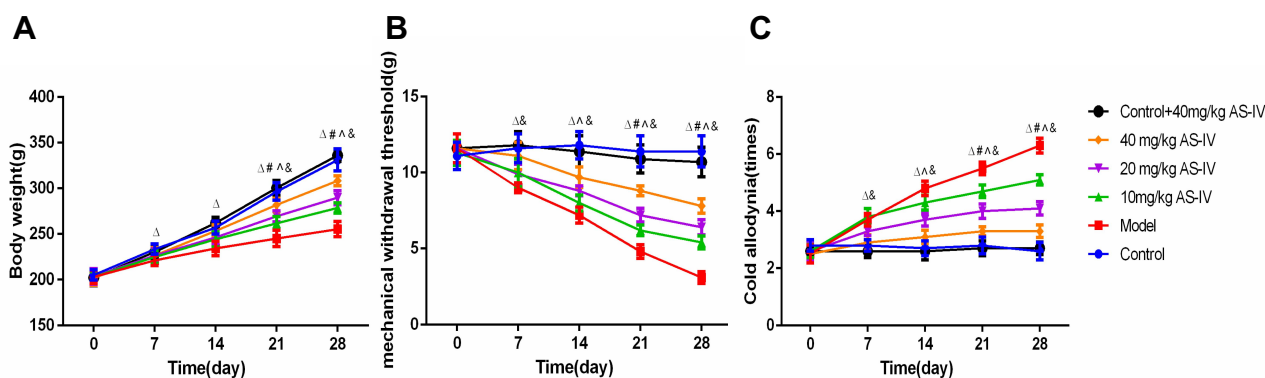 A
B
C
Body weight(g)
400
350
300
250
200
150
0
7
14
21
28
Time(day)
Δ
Δ
Δ#^&
Δ#^&
mechanical withdrawal threshold(g)
15
10
5
0
0
7
14
21
28
Time(day)
Δ&
Δ^&
Δ#^&
Δ#^&
Cold allodynia(times)
8
6
4
2
0
0
7
14
21
28
Time(day)
Δ&
Δ^&
Δ#^&
Δ#^&
Control+40mg/kg AS-IV
40 mg/kg AS-IV
20 mg/kg AS-IV
10mg/kg AS-IV
Model
Control